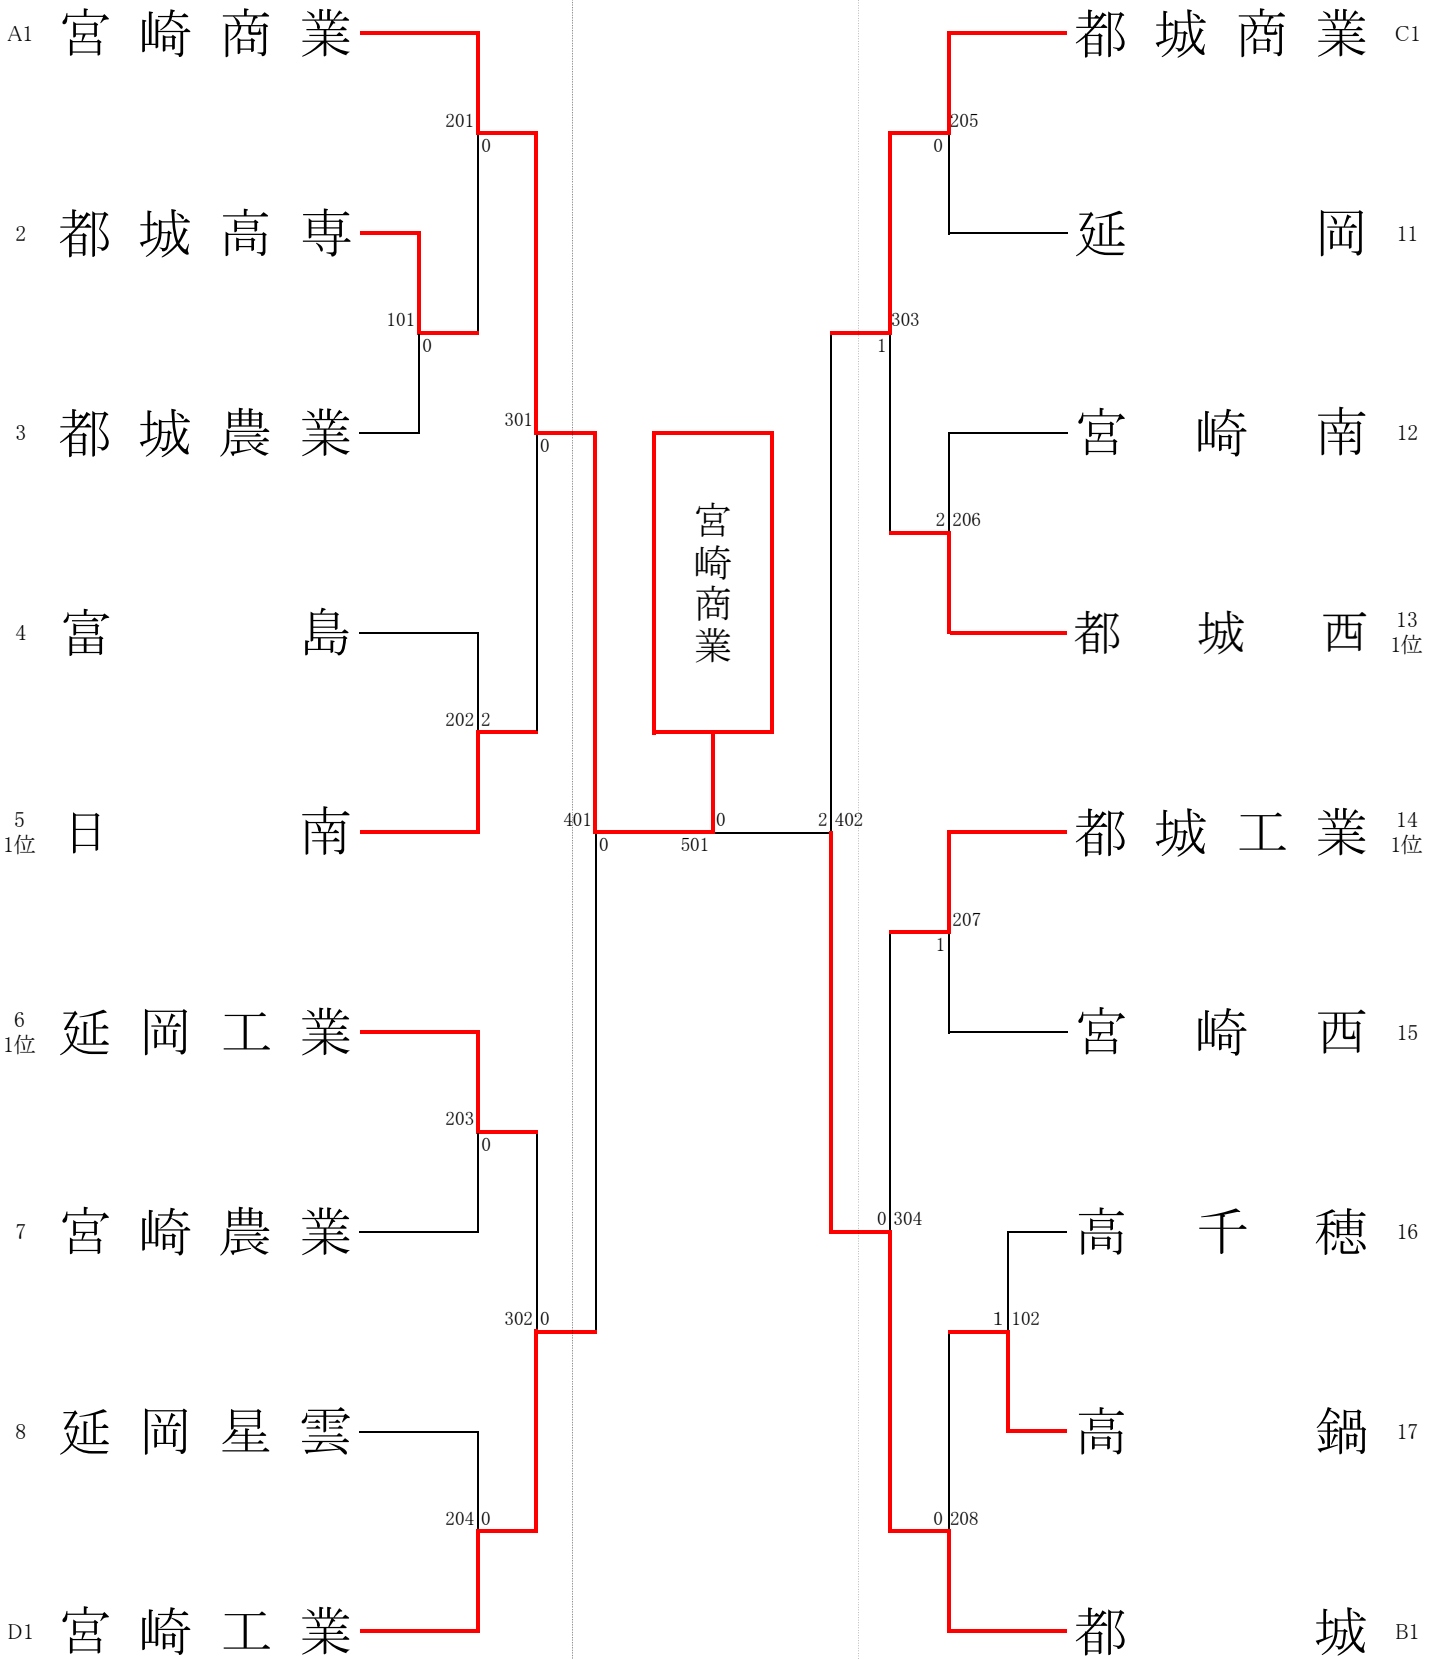 A1 宮崎商業
201
0
2 都城高専
101
0
3 都城農業
301
0
4 富島
202 2
5 1位 日南
401
0
6 1位 延岡工業
203
0
7 宮崎農業
302 0
8 延岡星雲
204 0
D1 宮崎工業
宮崎商業
0
501
都城商業 C1
205
0
延岡 11
303
1
宮崎南 12
2 206
都城西 13 1位
2 402
都城工業 14 1位
207
1
宮崎西 15
0 304
高千穂 16
1 102
高鍋 17
0 208
都城 B1